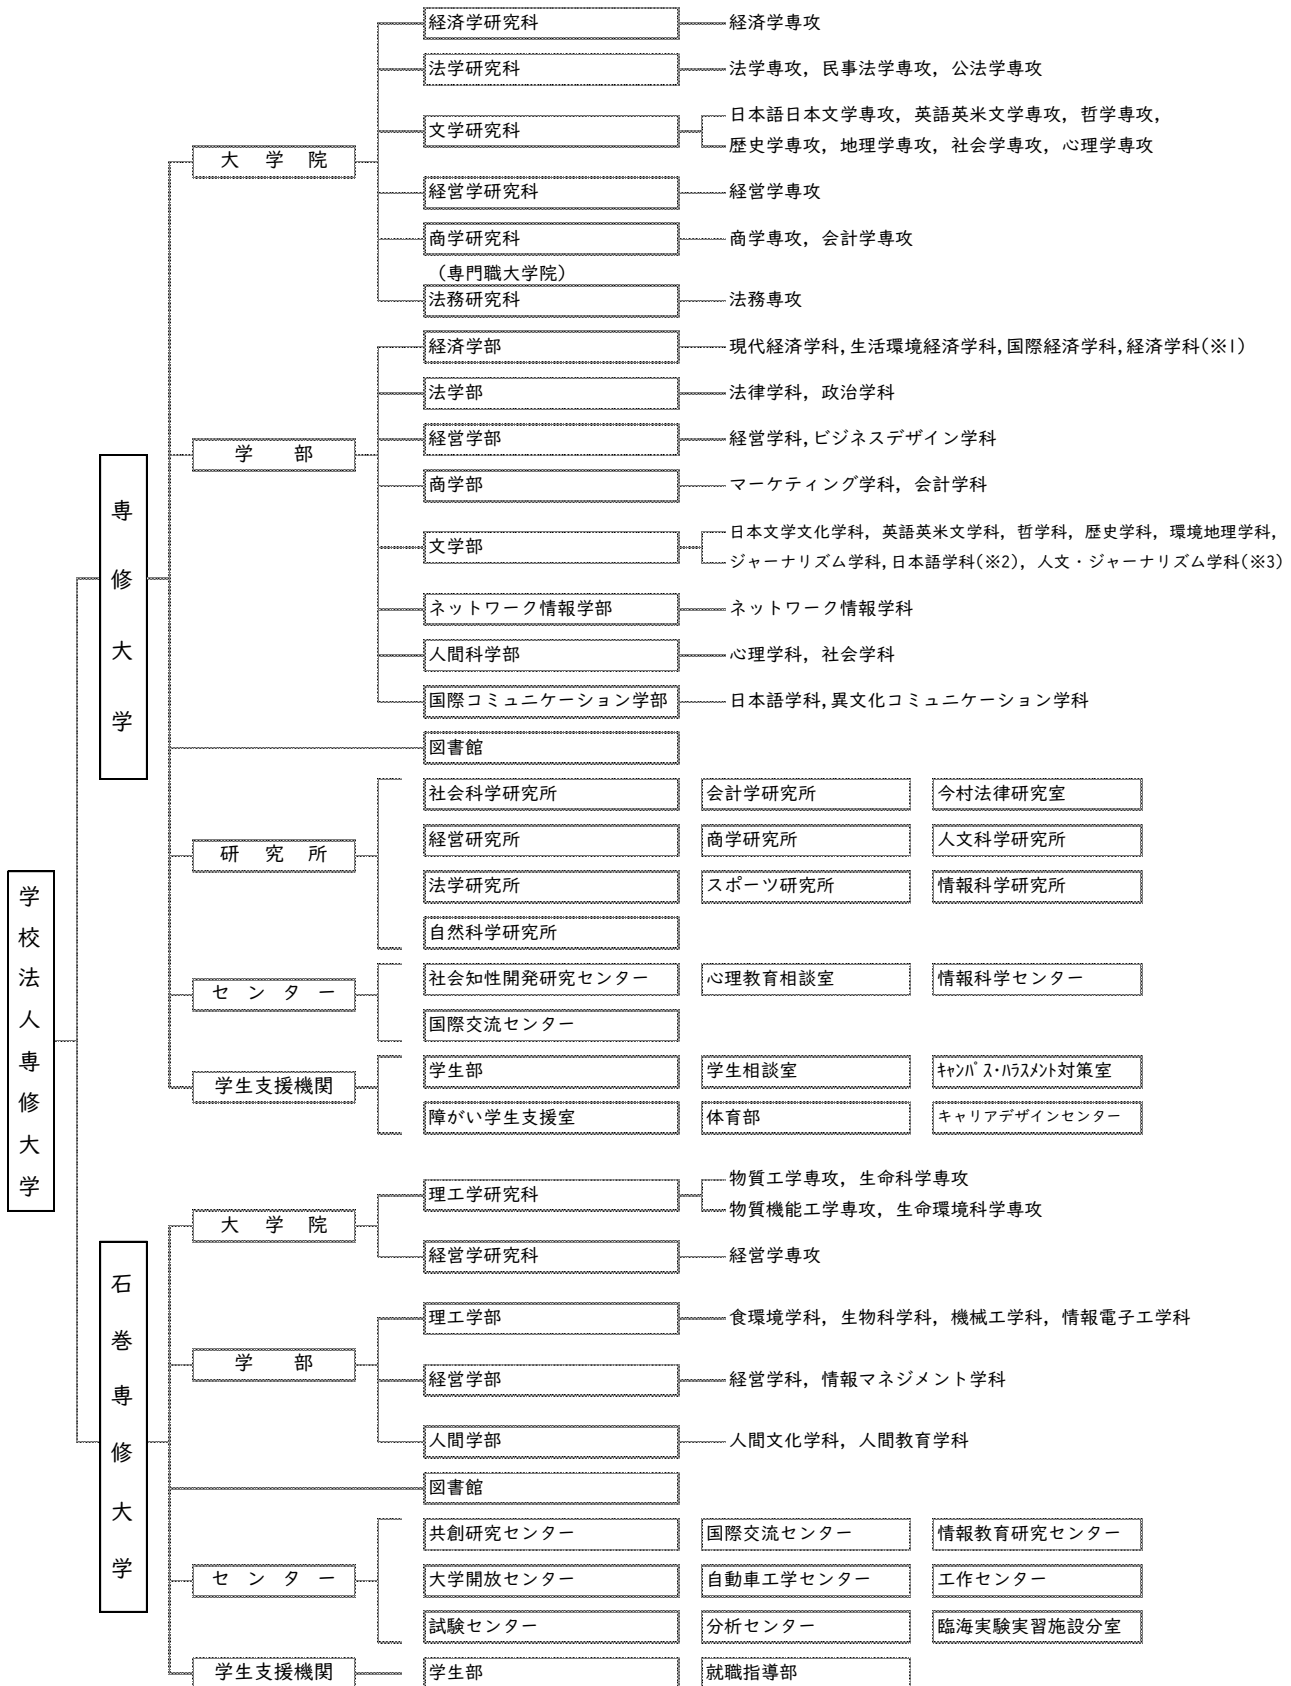 学校法人専修大学
専修大学
大学院
経済学研究科 経済学専攻
法学研究科 法学専攻，民事法学専攻，公法学専攻
文学研究科 日本語日本文学専攻，英語英米文学専攻，哲学専攻，
歴史学専攻，地理学専攻，社会学専攻，心理学専攻
経営学研究科 経営学専攻
商学研究科 商学専攻，会計学専攻
（専門職大学院）
法務研究科 法務専攻
学部
経済学部 現代経済学科,生活環境経済学科,国際経済学科,経済学科(※1)
法学部 法律学科，政治学科
経営学部 経営学科,ビジネスデザイン学科
商学部 マーケティング学科，会計学科
文学部 日本文学文化学科，英語英米文学科，哲学科，歴史学科，環境地理学科，
ジャーナリズム学科,日本語学科(※2)，人文・ジャーナリズム学科(※3)
ネットワーク情報学部 ネットワーク情報学科
人間科学部 心理学科，社会学科
国際コミュニケーション学部 日本語学科,異文化コミュニケーション学科
図書館
研究所
社会科学研究所 会計学研究所 今村法律研究室
経営研究所 商学研究所 人文科学研究所
法学研究所 スポーツ研究所 情報科学研究所
自然科学研究所
センター
社会知性開発研究センター 心理教育相談室 情報科学センター
国際交流センター
学生支援機関
学生部 学生相談室 ｷｬﾝﾊﾟｽ･ﾊﾗｽﾒﾝﾄ対策室
障がい学生支援室 体育部 キャリアデザインセンター
石巻専修大学
大学院
理工学研究科 物質工学専攻，生命科学専攻
物質機能工学専攻，生命環境科学専攻
経営学研究科 経営学専攻
学部
理工学部 食環境学科，生物科学科，機械工学科，情報電子工学科
経営学部 経営学科，情報マネジメント学科
人間学部 人間文化学科，人間教育学科
図書館
センター
共創研究センター 国際交流センター 情報教育研究センター
大学開放センター 自動車工学センター 工作センター
試験センター 分析センター 臨海実験実習施設分室
学生支援機関
学生部 就職指導部